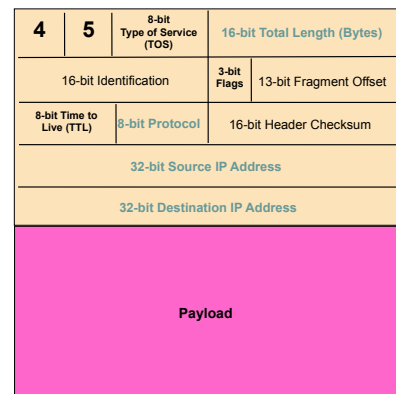 4
5
8-bit
Type of Service
(TOS)
16-bit Total Length (Bytes)
16-bit Identification
3-bit
Flags
13-bit Fragment Offset
8-bit Time to
Live (TTL)
8-bit Protocol
16-bit Header Checksum
32-bit Source IP Address
32-bit Destination IP Address
Payload